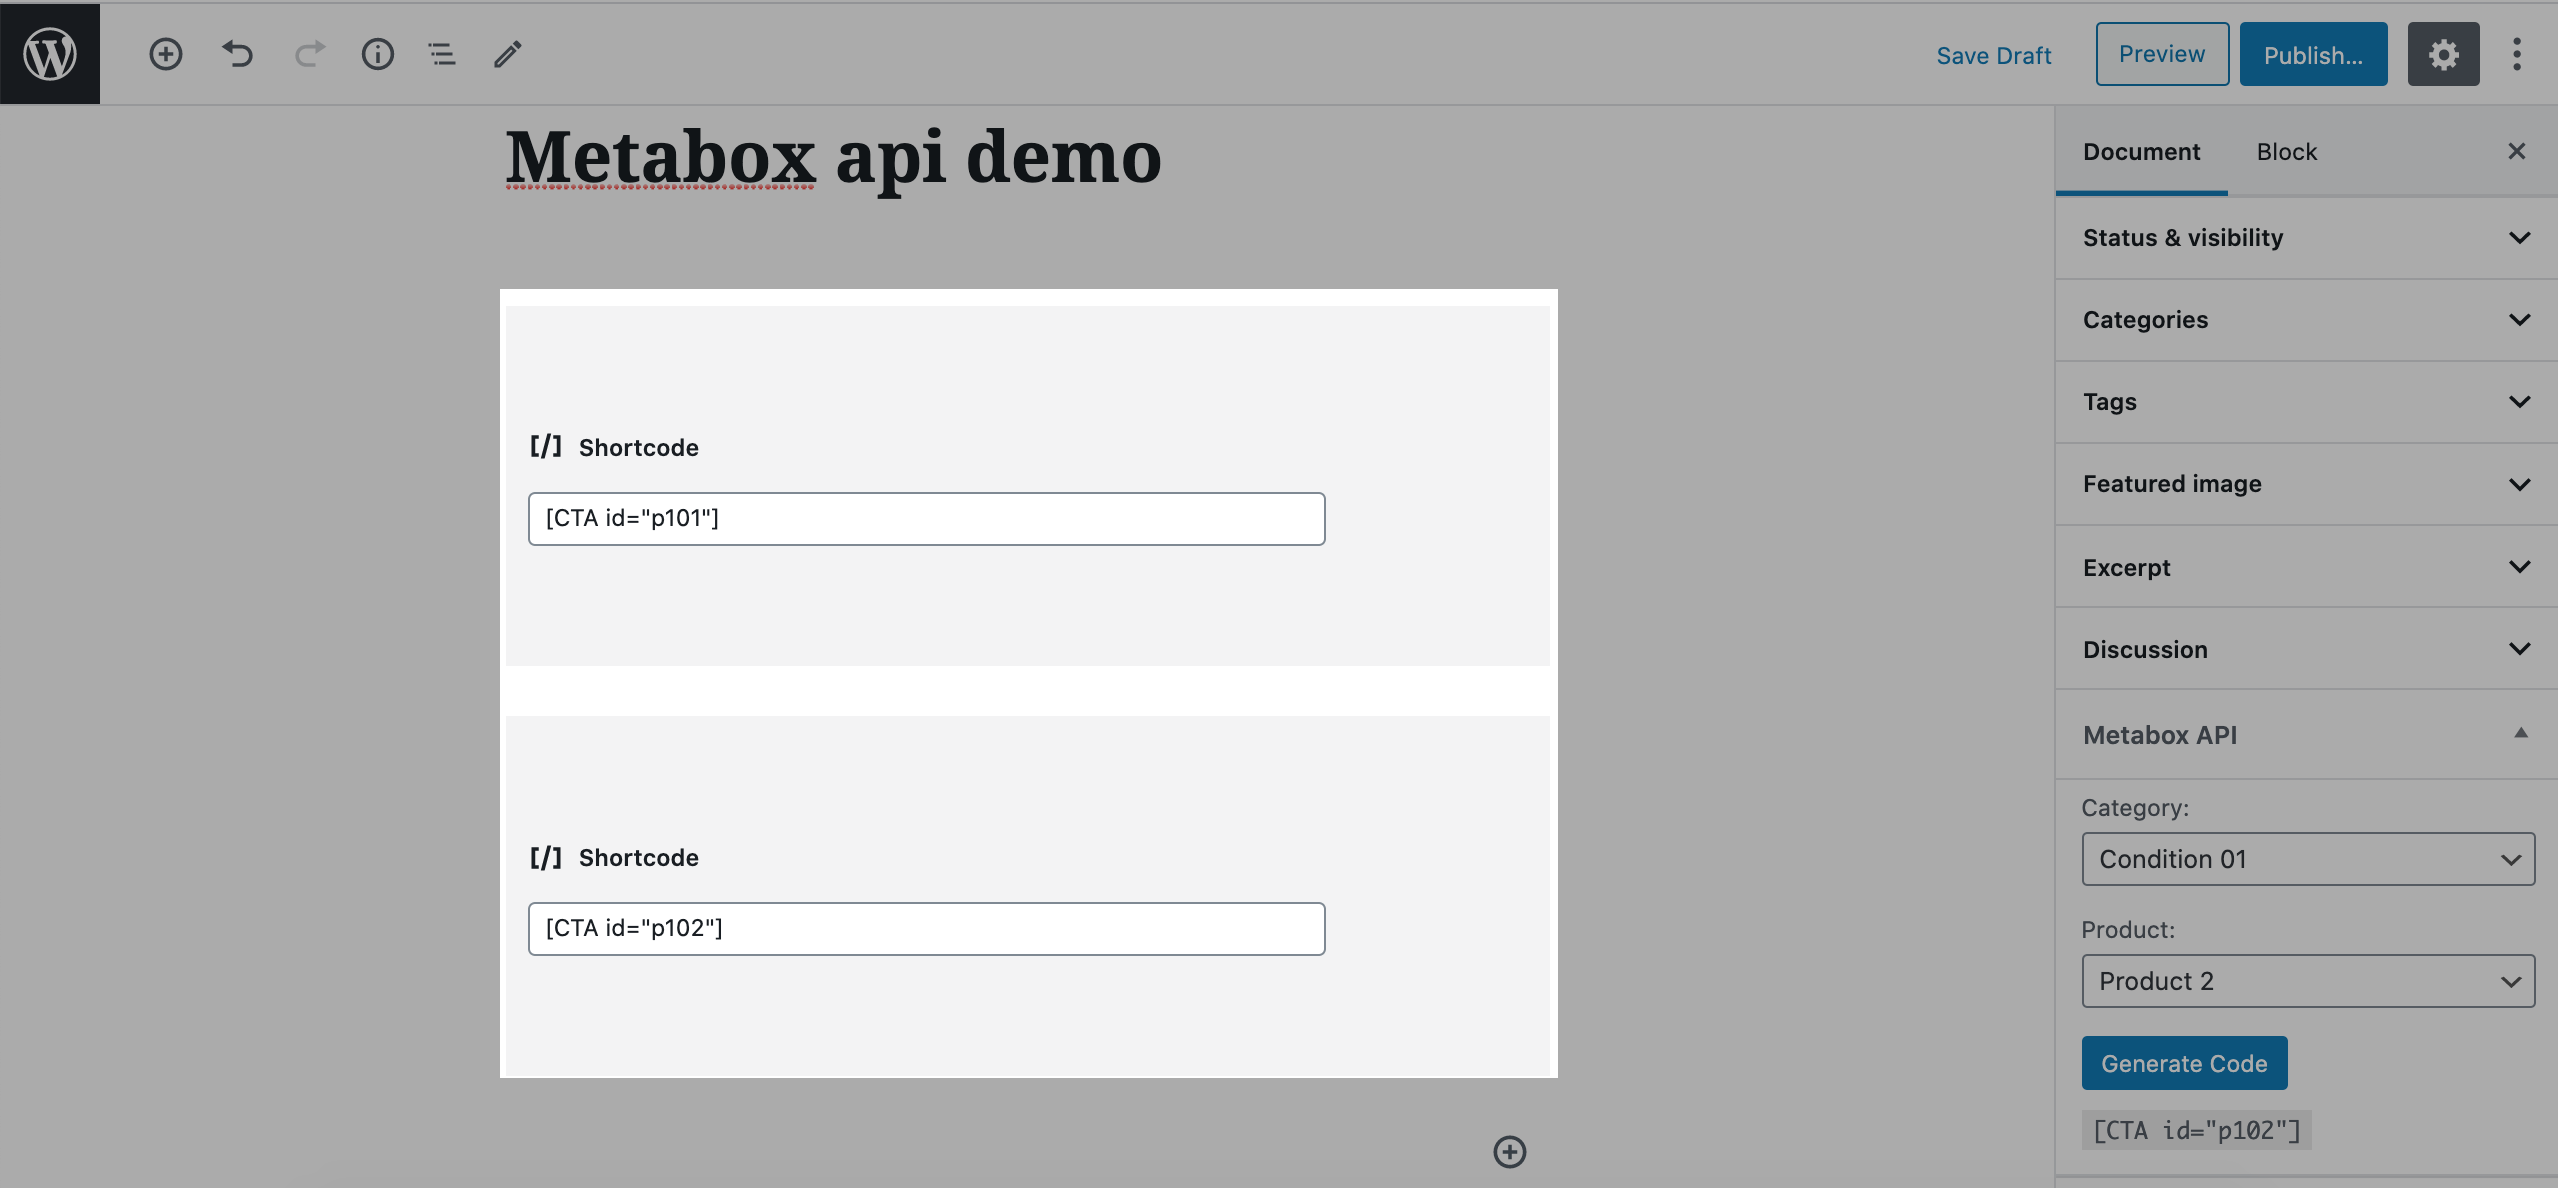 Save Draft
Preview
Publish...
Metabox api demo
[/] Shortcode
[CTA id="p101"]
[/] Shortcode
[CTA id="p102"]
Document
Block
Status & visibility
Categories
Tags
Featured image
Excerpt
Discussion
Metabox API
Category:
Condition 01
Product:
Product 2
Generate Code
[CTA id="p102"]